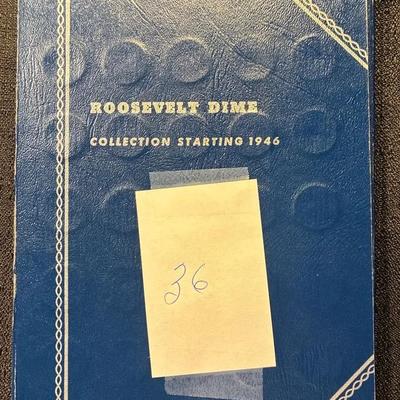 ROOSEVELT DIME
COLLECTION STARTING 1946
36